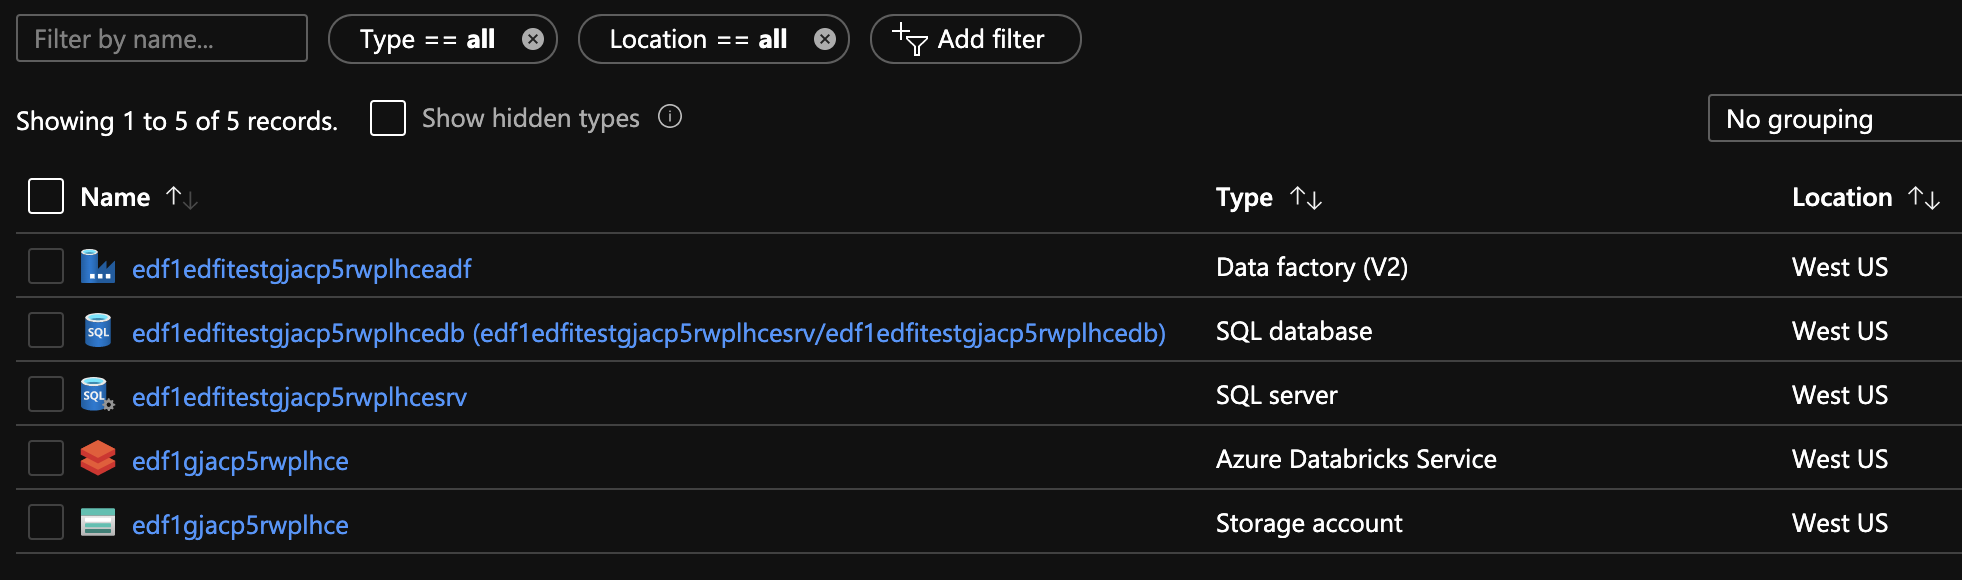 Filter by name... Type == all Location == all Add filter
Showing 1 to 5 of 5 records. Show hidden types No grouping
Name Type Location
edf1edfitestgjacp5rwplhceadf Data factory (V2) West US
SQL edf1edfitestgjacp5rwplhcedb (edf1edfitestgjacp5rwplhcesrv/edf1edfitestgjacp5rwplhcedb) SQL database West US
SQL edf1edfitestgjacp5rwplhcesrv SQL server West US
edf1gjacp5rwplhce Azure Databricks Service West US
edf1gjacp5rwplhce Storage account West US